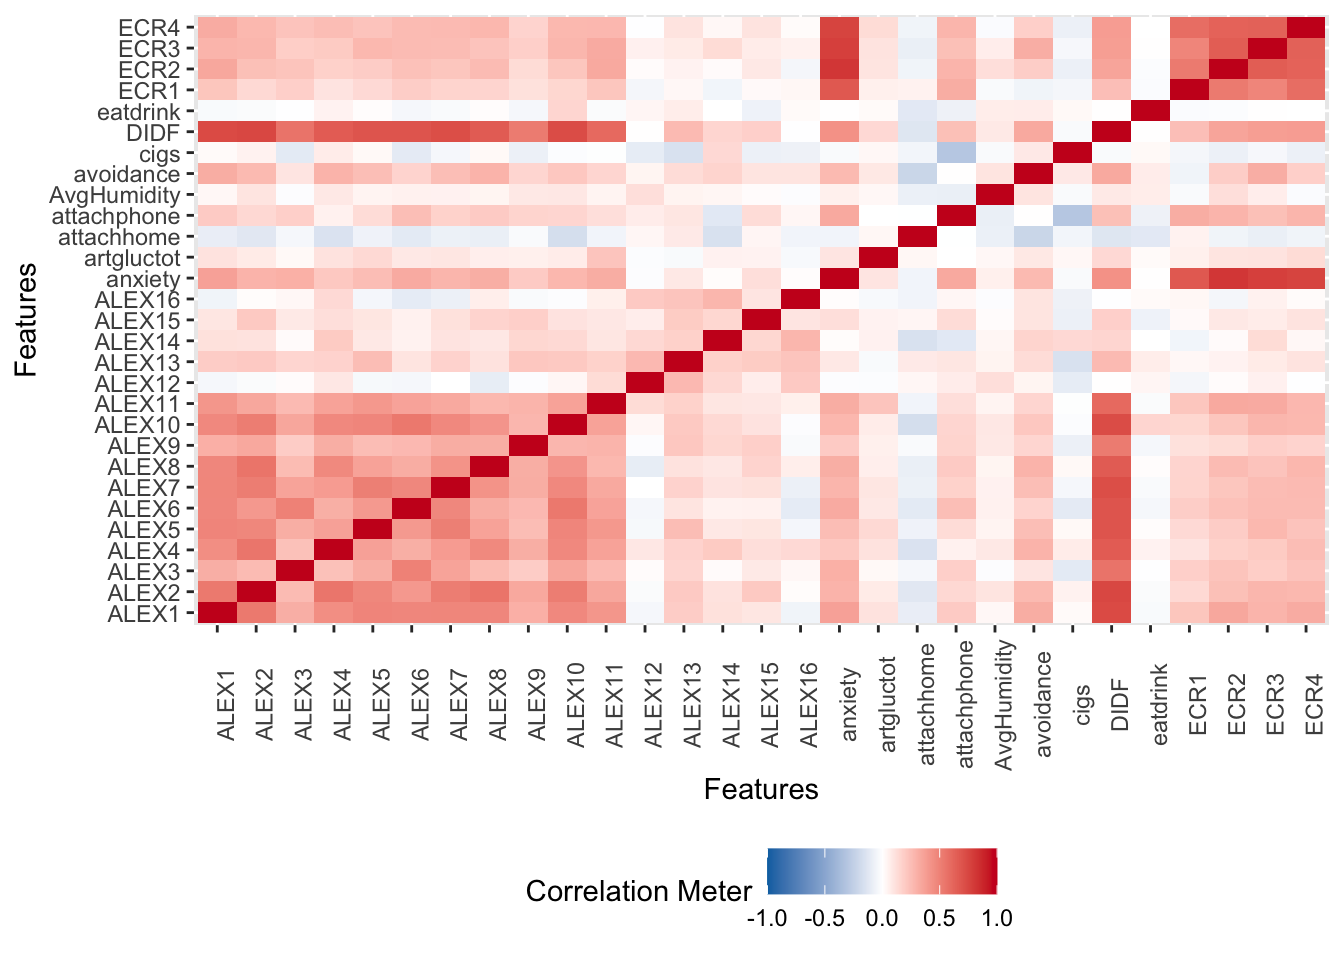 ECR4
ECR3
ECR2
ECR1
eatdrink
DIDF
cigs
avoidance
AvgHumidity
attachphone
attachhome
artgluctot
anxiety
ALEX16
ALEX15
ALEX14
ALEX13
ALEX12
ALEX11
ALEX10
ALEX9
ALEX8
ALEX7
ALEX6
ALEX5
ALEX4
ALEX3
ALEX2
ALEX1
Features
ALEX1
ALEX2
ALEX3
ALEX4
ALEX5
ALEX6
ALEX7
ALEX8
ALEX9
ALEX10
ALEX11
ALEX12
ALEX13
ALEX14
ALEX15
ALEX16
anxiety
artgluctot
attachhome
attachphone
AvgHumidity
avoidance
cigs
DIDF
eatdrink
ECR1
ECR2
ECR3
ECR4
Features
Correlation Meter
-1.0 -0.5 0.0 0.5 1.0